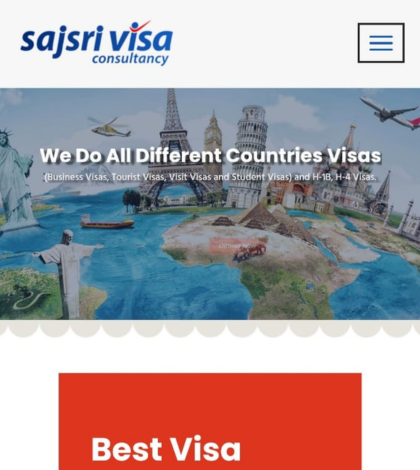 sajsri visa
consultancy
We Do All Different Countries Visas
(Business Visas, Tourist Visas, Visit Visas and Student Visas) and H-1B, H-4 Visas.
Best Visa